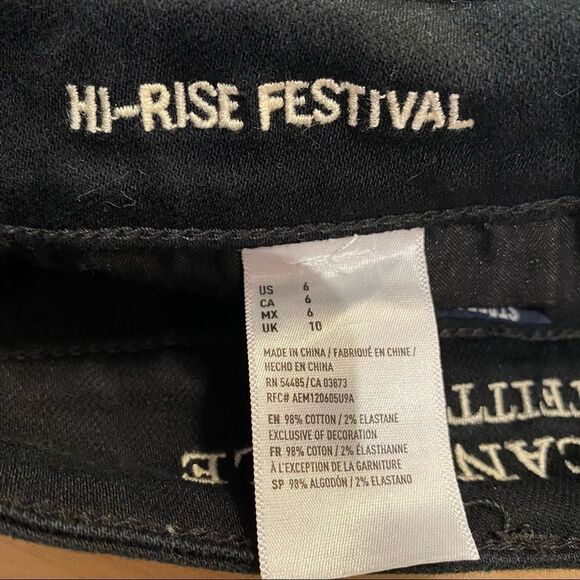 HI-RISE FESTIVAL
US 6
CA 6
MX 6
UK 10
MADE IN CHINA / FABRIQUÉ EN CHINE /
HECHO EN CHINA
RN 54485/CA 03873
RFC# AEM120605U9A
EN 98% COTTON / 2% ELASTANE
EXCLUSIVE OF DECORATION
FR 98% COTON / 2% ÉLASTHANNE
À L'EXCEPTION DE LA GARNITURE
SP 98% ALGODÓN / 2% ELASTANO